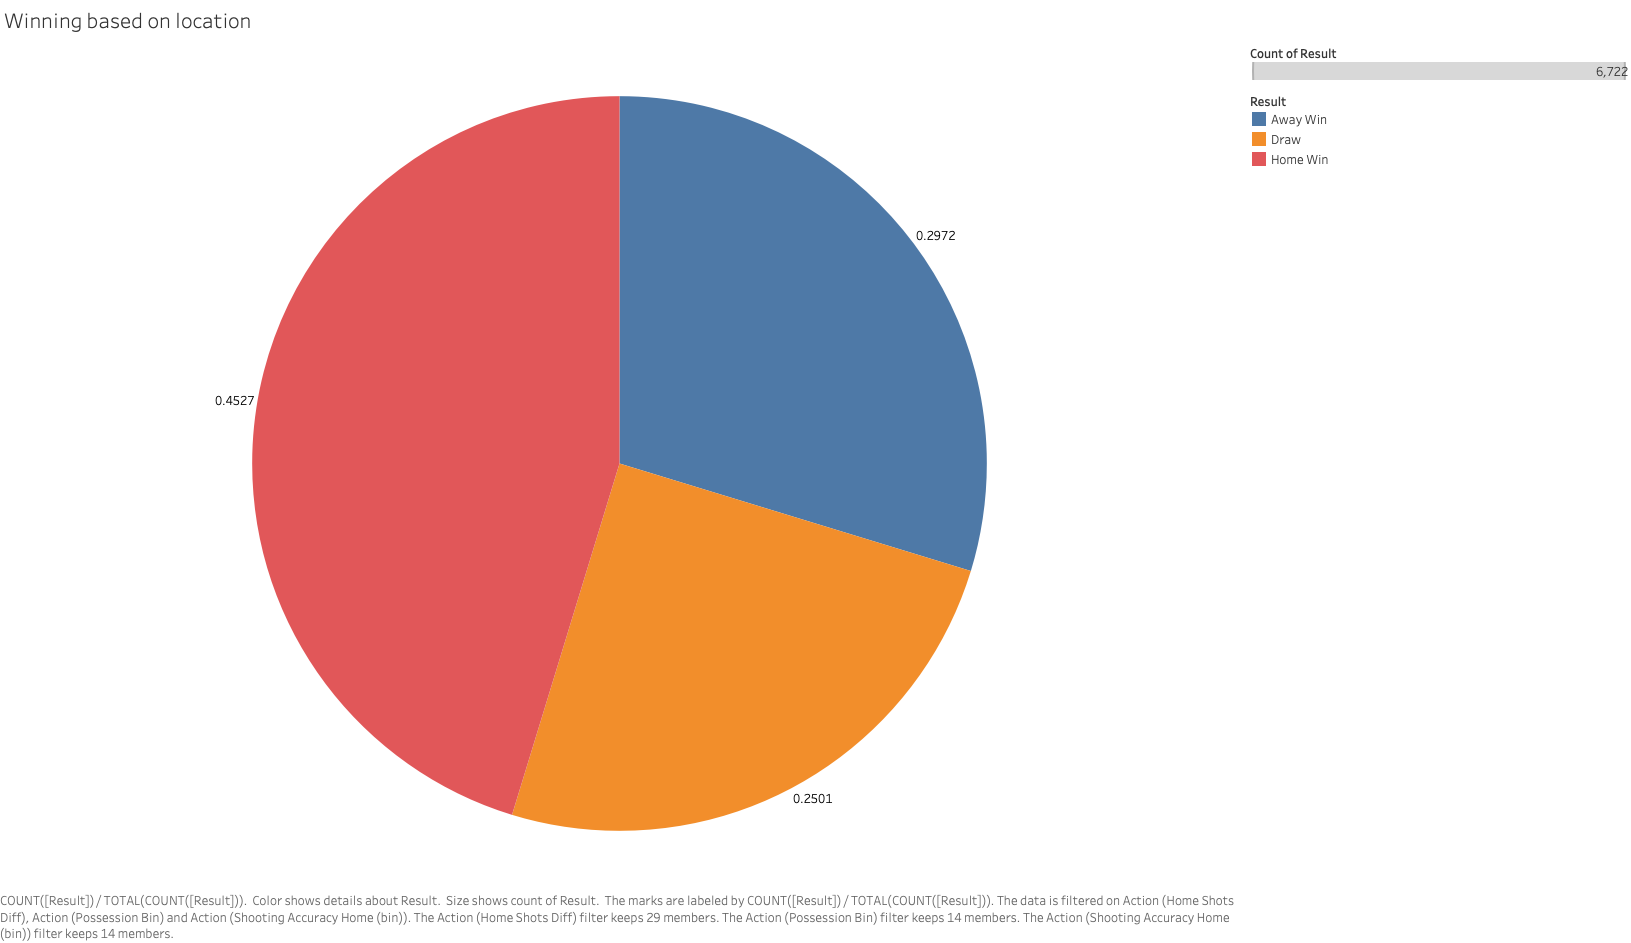 Winning based on location
Count of Result
6,722
Result
Away Win
Draw
Home Win
0.2972
0.4527
0.2501
COUNT([Result]) / TOTAL(COUNT([Result])).  Color shows details about Result.  Size shows count of Result.  The marks are labeled by COUNT([Result]) / TOTAL(COUNT([Result])). The data is filtered on Action (Home Shots
Diff), Action (Possession Bin) and Action (Shooting Accuracy Home (bin)). The Action (Home Shots Diff) filter keeps 29 members. The Action (Possession Bin) filter keeps 14 members. The Action (Shooting Accuracy Home
(bin)) filter keeps 14 members.